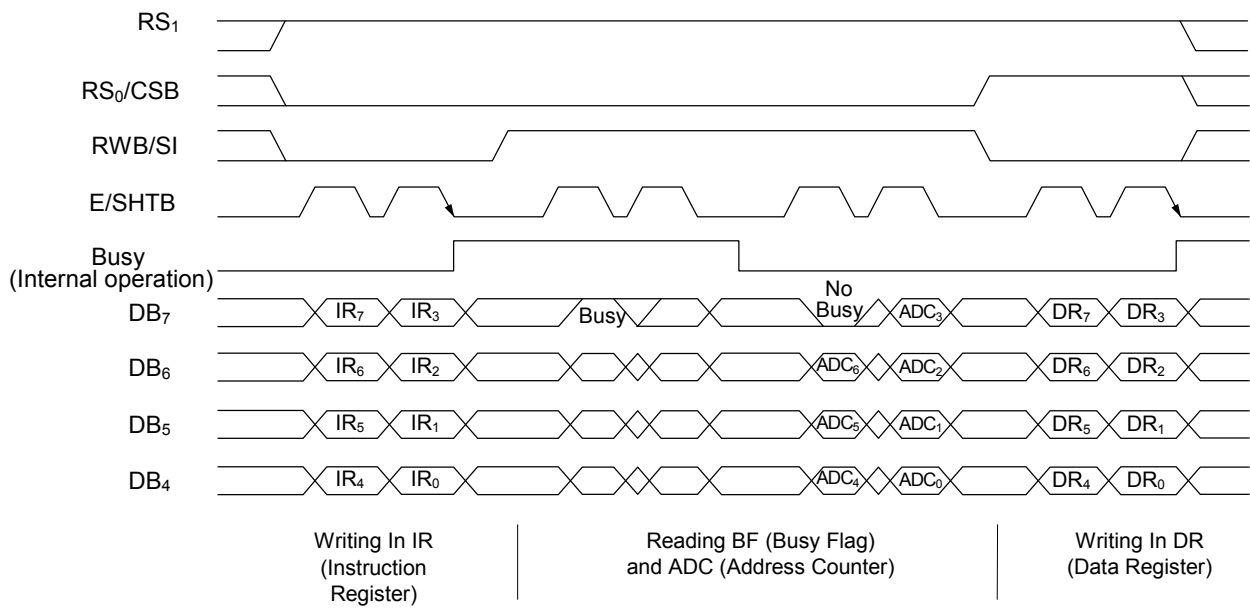 RS₁
RS₀/CSB
RWB/SI
E/SHTB
Busy
(Internal operation)
DB₇ IR₇ IR₃ Busy No Busy ADC₃ DR₇ DR₃
DB₆ IR₆ IR₂ ADC₆ ADC₂ DR₆ DR₂
DB₅ IR₅ IR₁ ADC₅ ADC₁ DR₅ DR₁
DB₄ IR₄ IR₀ ADC₄ ADC₀ DR₄ DR₀
Writing In IR
(Instruction
Register)
Reading BF (Busy Flag)
and ADC (Address Counter)
Writing In DR
(Data Register)